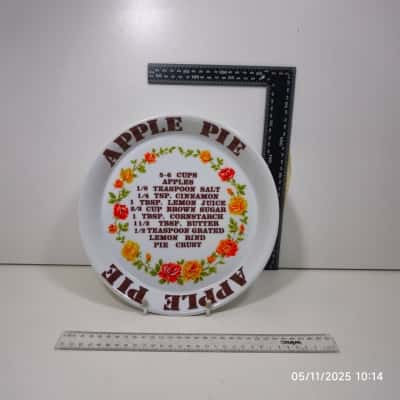 APPLE PIE
5-6 CUPS
APPLES
1/8 TEASPOON SALT
1/4 TSP. CINNAMON
1 TBSP. LEMON JUICE
2/3 CUP BROWN SUGAR
1 TBSP. CORNSTARCH
1 1/2 TBSP. BUTTER
1/2 TEASPOON GRATED
LEMON RIND
PIE CRUST
APPLE PIE
05/11/2025 10:14